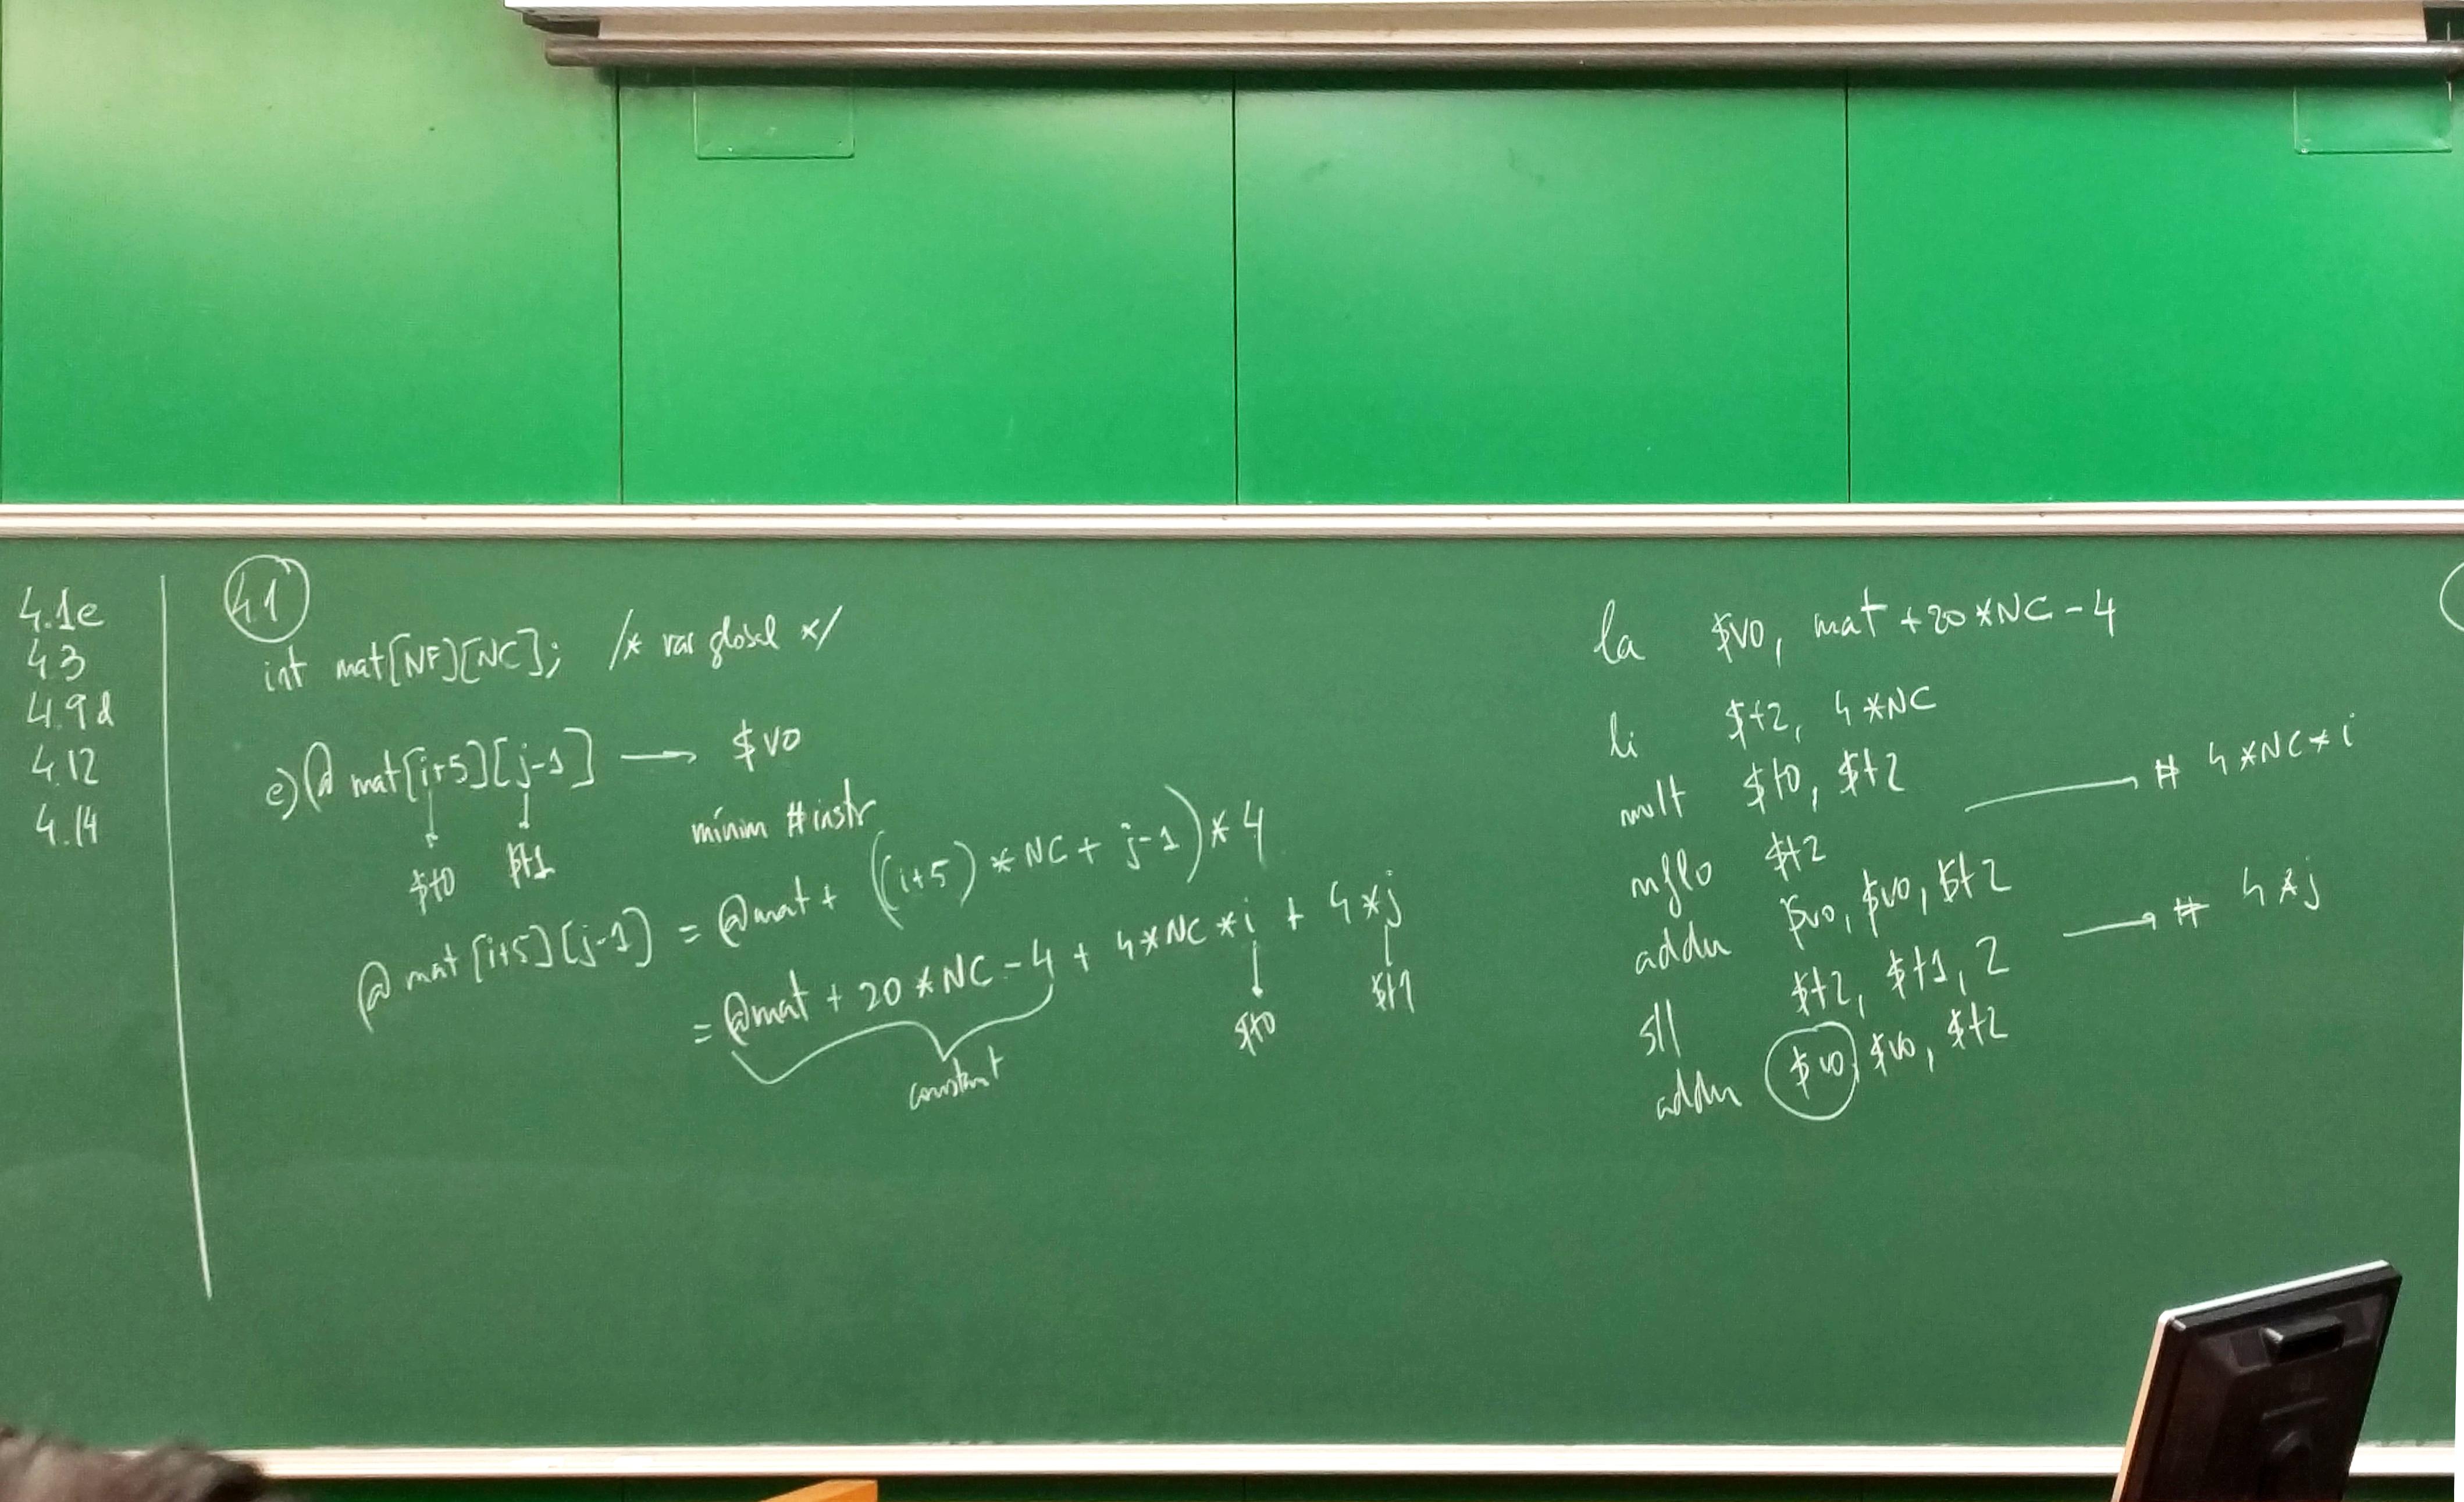 4.1e
4.3
4.9d
4.12
4.14
4.1
int mat[NF][NC]; /* var global */
e) @ mat[i+5][j-1] → $v0
$t0 $t1
mínim #instr
@ mat [i+5][j-1] = @mat + ((i+5) * NC + j-1) * 4
= @mat + 20 * NC - 4 + 4*NC * i + 4 * j
constant
$t0 $t1
la $v0, mat + 20 * NC - 4
li $t2, 4 * NC
mult $t0, $t2
mflo $t2 → # 4 * NC * i
addu $v0, $v0, $t2
sll $t2, $t1, 2 → # 4 * j
addu $v0, $v0, $t2